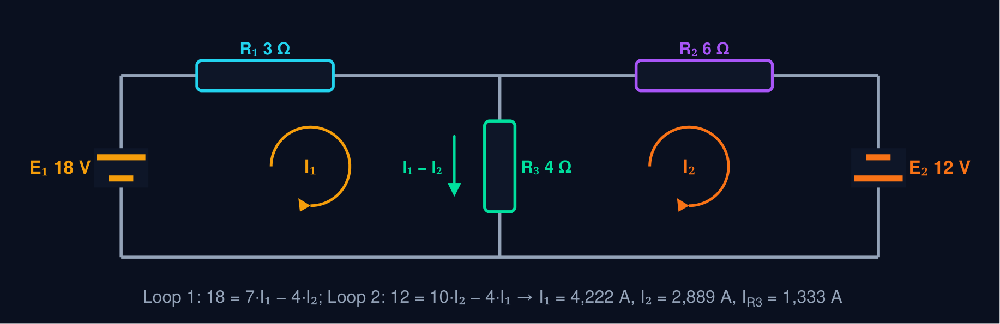 R₁ 3 Ω
R₂ 6 Ω
E₁ 18 V
I₁
I₁ – I₂
R₃ 4 Ω
I₂
E₂ 12 V
Loop 1: 18 = 7·I₁ − 4·I₂; Loop 2: 12 = 10·I₂ − 4·I₁ → I₁ = 4,222 A, I₂ = 2,889 A, I_R3 = 1,333 A